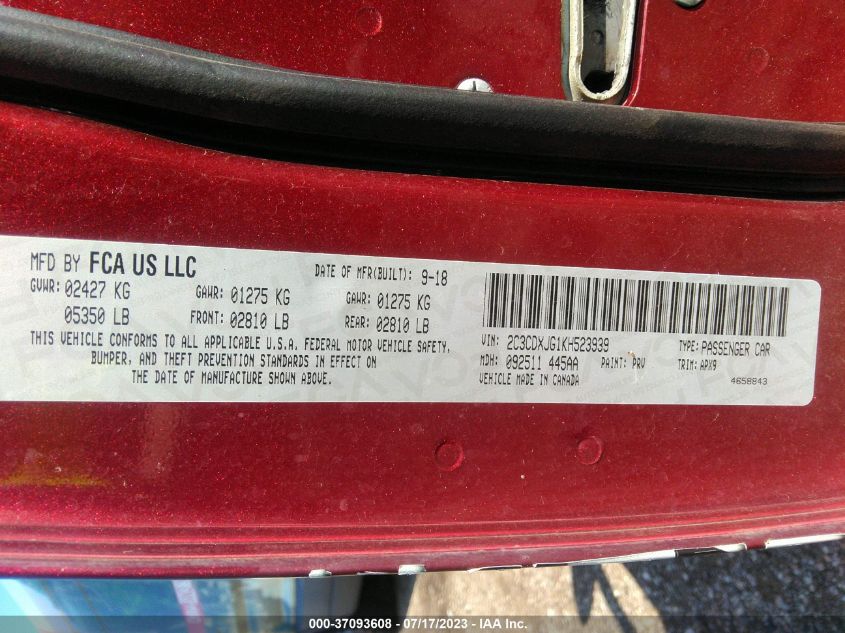 MFD BY FCA US LLC
DATE OF MFR(BUILT): 9-18
GVWR: 02427 KG
GAWR: 01275 KG
GAWR: 01275 KG
05350 LB
FRONT: 02810 LB
REAR: 02810 LB
THIS VEHICLE CONFORMS TO ALL APPLICABLE U.S.A. FEDERAL MOTOR VEHICLE SAFETY,
BUMPER, AND THEFT PREVENTION STANDARDS IN EFFECT ON
THE DATE OF MANUFACTURE SHOWN ABOVE.
VIN: 2C3CDXJG1KH523939
TYPE: PASSENGER CAR
MDH: 092511 445AA
PAINT: PRV
TRIM: APX9
VEHICLE MADE IN CANADA
4658843
000-37093608 - 07/17/2023 - IAA Inc.